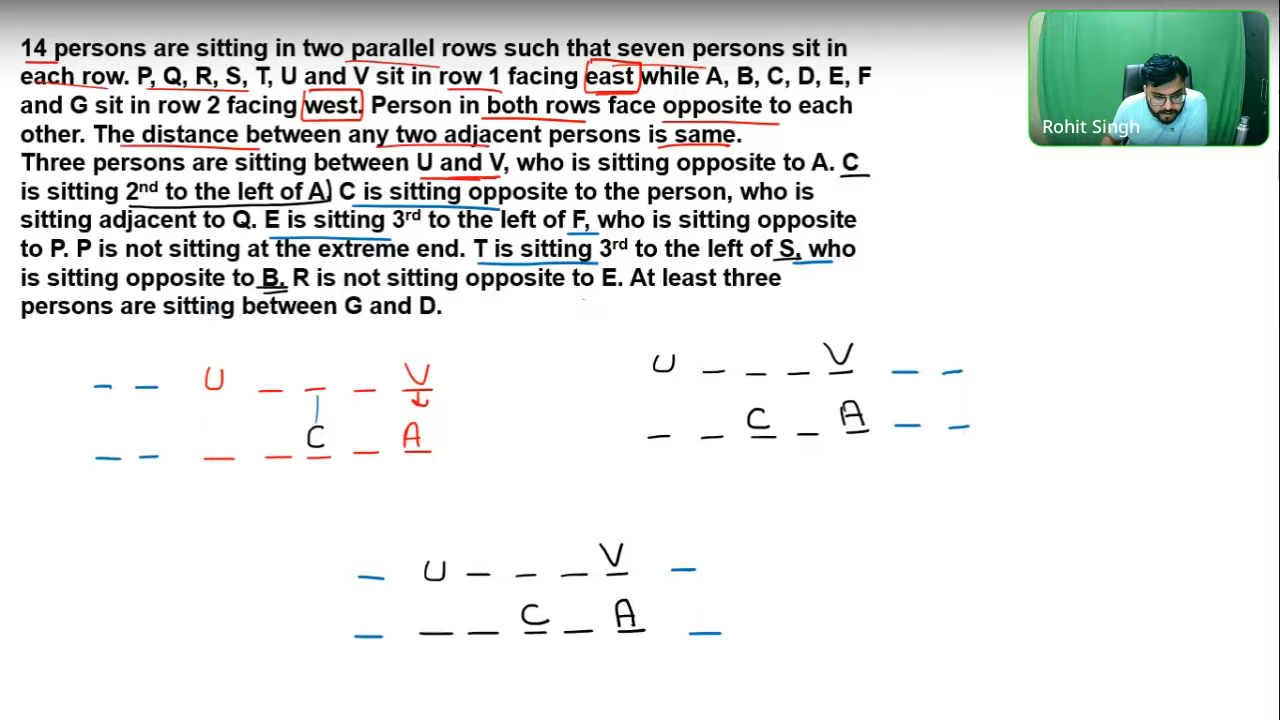 14 persons are sitting in two parallel rows such that seven persons sit in
each row. P, Q, R, S, T, U and V sit in row 1 facing east while A, B, C, D, E, F
and G sit in row 2 facing west. Person in both rows face opposite to each
other. The distance between any two adjacent persons is same.
Three persons are sitting between U and V, who is sitting opposite to A. C
is sitting 2nd to the left of A. C is sitting opposite to the person, who is
sitting adjacent to Q. E is sitting 3rd to the left of F, who is sitting opposite
to P. P is not sitting at the extreme end. T is sitting 3rd to the left of S, who
is sitting opposite to B. R is not sitting opposite to E. At least three
persons are sitting between G and D.
Rohit Singh
U V
C A
U V
C A
U V
C A